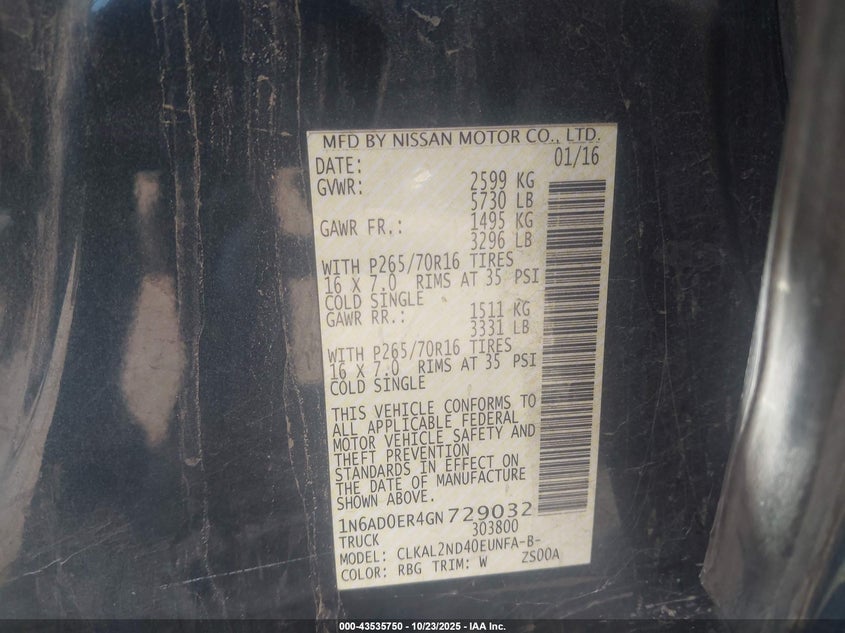 MFD BY NISSAN MOTOR CO., LTD.
DATE: 01/16
GVWR: 2599 KG
5730 LB
GAWR FR.: 1495 KG
3296 LB
WITH P265/70R16 TIRES
16 X 7.0 RIMS AT 35 PSI
COLD SINGLE
GAWR RR.: 1511 KG
3331 LB
WITH P265/70R16 TIRES
16 X 7.0 RIMS AT 35 PSI
COLD SINGLE
THIS VEHICLE CONFORMS TO
ALL APPLICABLE FEDERAL
MOTOR VEHICLE SAFETY AND
THEFT PREVENTION
STANDARDS IN EFFECT ON
THE DATE OF MANUFACTURE
SHOWN ABOVE.
1N6AD0ER4GN729032
TRUCK 303800
MODEL: CLKAL2ND40EUNFA-B-
COLOR: RBG TRIM: W ZS00A
000-43535750 - 10/23/2025 - IAA Inc.